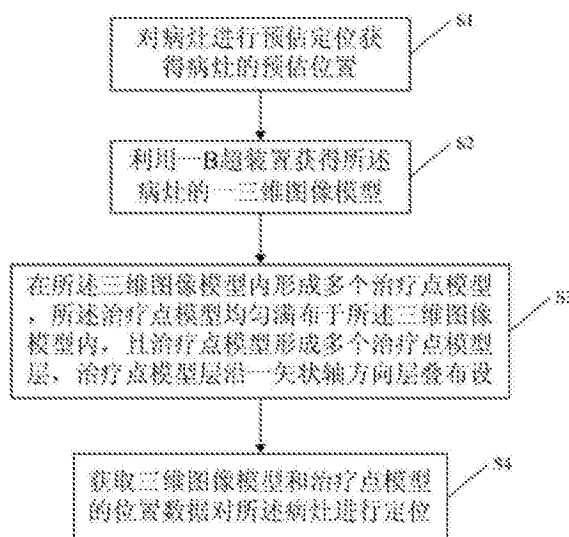 S1
对病灶进行预估定位获
得病灶的预估位置
S2
利用一B超装置获得所述
病灶的一三维图像模型
S3
在所述三维图像模型内形成多个治疗点模型
，所述治疗点模型均匀满布于所述三维图像
模型内，且治疗点模型形成多个治疗点模型
层，治疗点模型层沿一矢状轴方向层叠布设
S4
获取三维图像模型和治疗点模型
的位置数据对所述病灶进行定位